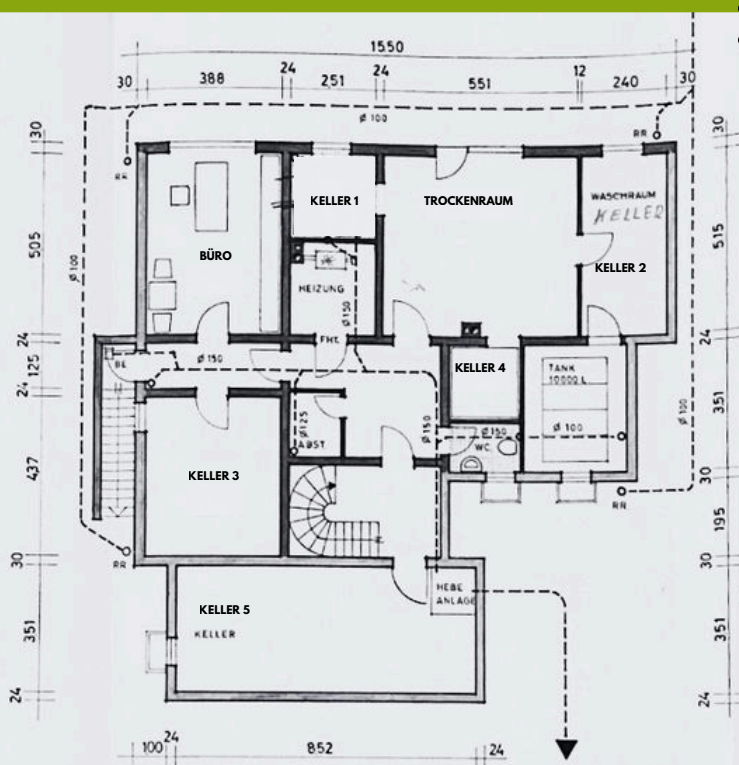 1550
30 388 24 251 24 551 12 240 30
Ø 100
RR
RR
30
505
24
125
24
4,37
30
351
24
Ø 100
30
515
24
351
30
195
30
351
24
Ø 100
KELLER 1
TROCKENRAUM
WASCHRAUM
KELLER
KELLER 2
BÜRO
HEIZUNG
Ø 150
FHT.
BE
Ø 150
KELLER 4
TANK
10000 L
Ø 125
ABST.
Ø 150
Ø 150
WC.
Ø 100
KELLER 3
RR
RR
HEBE
ANLAGE
KELLER 5
KELLER
100 24 852 24